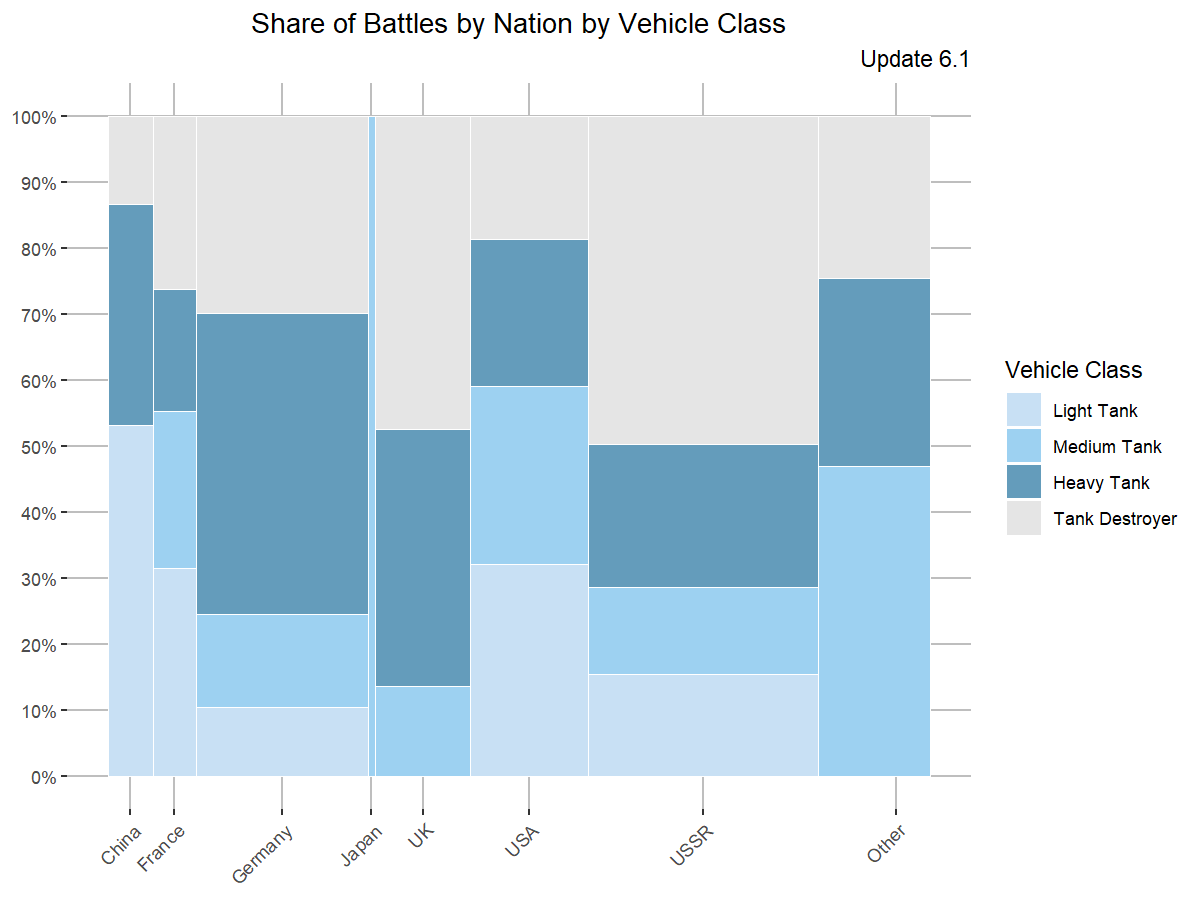 Share of Battles by Nation by Vehicle Class
Update 6.1
100%
90%
80%
70%
60%
50%
40%
30%
20%
10%
0%
China
France
Germany
Japan
UK
USA
USSR
Other
Vehicle Class
Light Tank
Medium Tank
Heavy Tank
Tank Destroyer